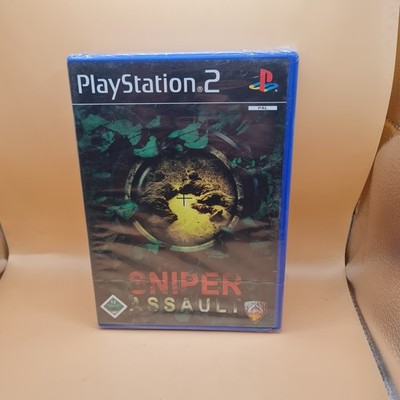 PlayStation®2
PAL
SNIPER
ASSAULT